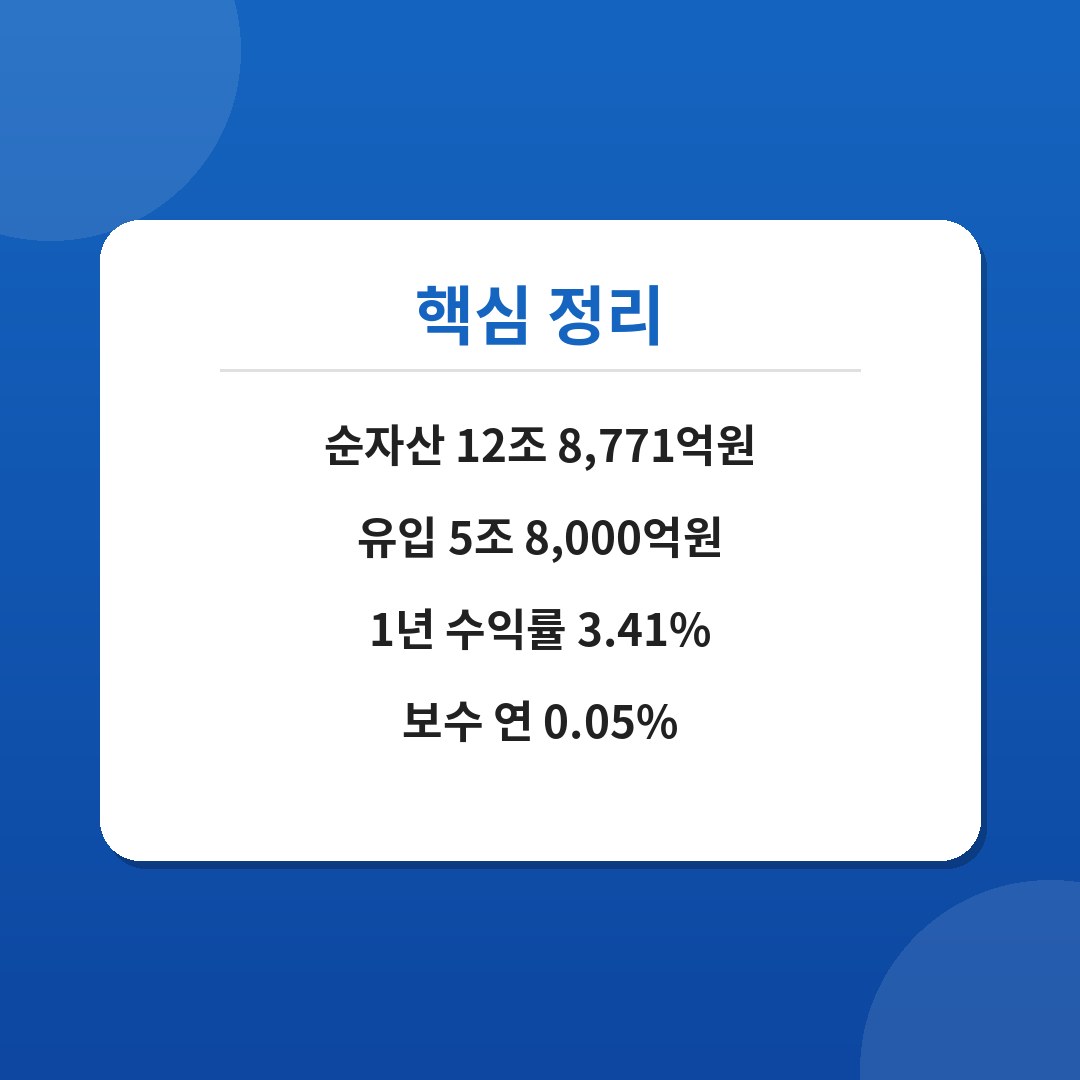 핵심 정리
순자산 12조 8,771억원
유입 5조 8,000억원
1년 수익률 3.41%
보수 연 0.05%